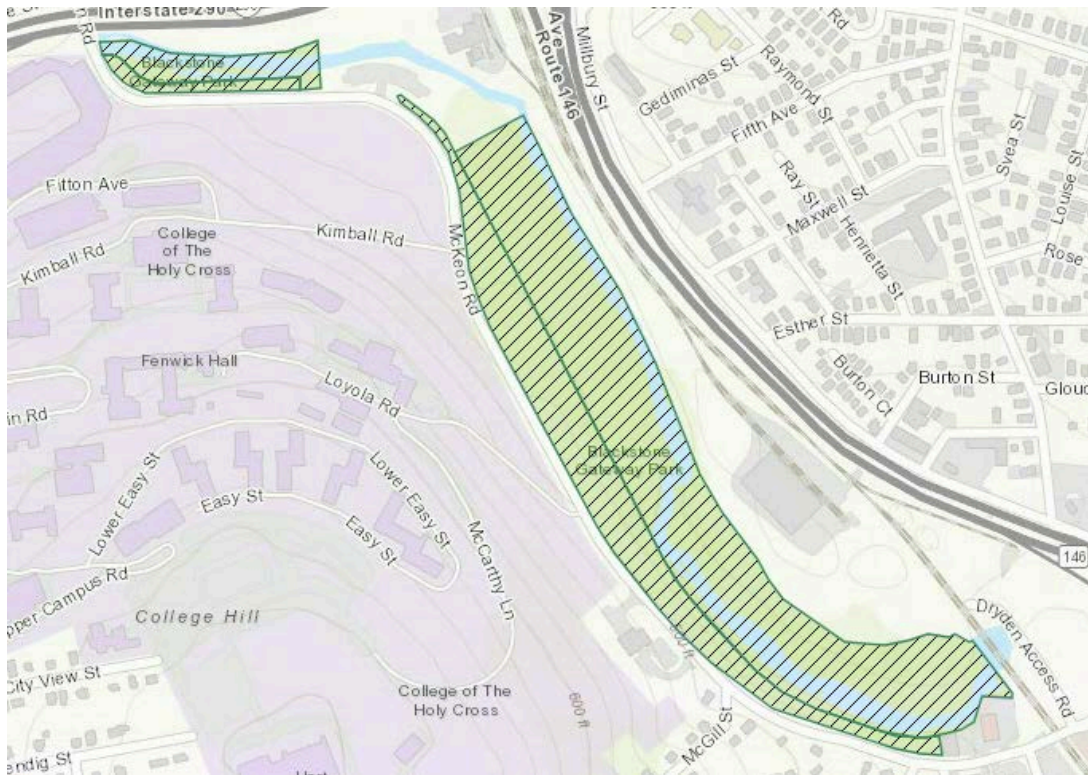 Interstate 290
Rd
Ave
Route 146
Millbury St
Rd
Raymond St
Gediminas St
Fifth Ave
Svea St
Louise St
Blackstone
Gateway Park
Fitton Ave
Ray St
Maxwell St
Henrietta St
Rose
College
of The
Holy Cross
Kimball Rd
Kimball Rd
McKeon Rd
Esther St
Burton Ct
Burton St
Glouc
Fenwick Hall
Loyola Rd
in Rd
Blackstone
Gateway Park
Lower Easy St
Easy St
Lower Easy St
Easy St
McCarthy Ln
146
pper Campus Rd
College Hill
Dryden Access Rd
City View St
College of The
Holy Cross
600 ft
McGill St
endig St